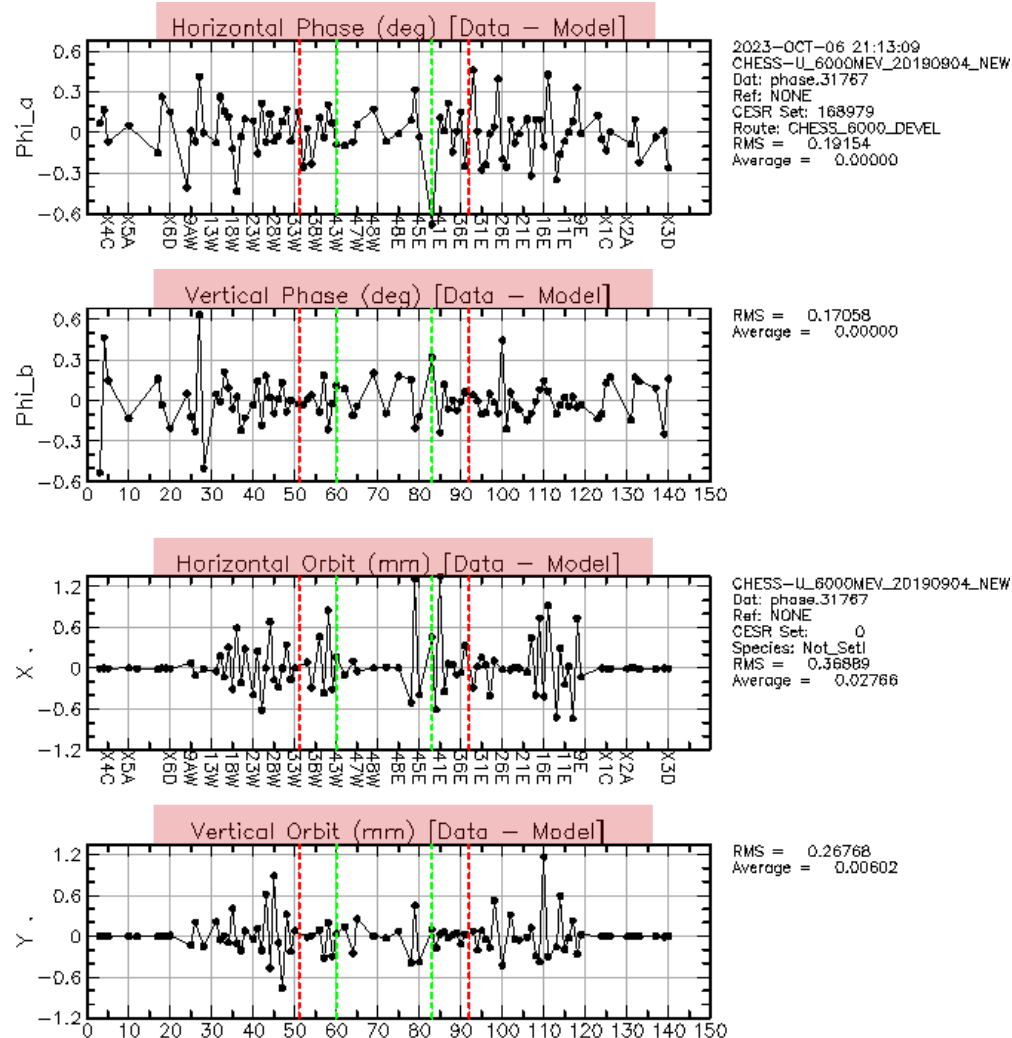 Horizontal Phase (deg) [Data - Model]
0.6
0.3
0
-0.3
-0.6
Phi_a
X4C X5A X6D 9AW 13W 18W 23W 28W 33W 38W 43W 47W 48W 48E 45E 41E 36E 31E 26E 21E 16E 11E 9E X1C X2A X3D
2023-OCT-06 21:13:09
CHESS-U_6000MEV_20190904_NEW
Dat: phase.31767
Ref: NONE
CESR Set: 168979
Route: CHESS_6000_DEVEL
RMS = 0.19154
Average = 0.00000
Vertical Phase (deg) [Data - Model]
0.6
0.3
0
-0.3
-0.6
Phi_b
0 10 20 30 40 50 60 70 80 90 100 110 120 130 140 150
RMS = 0.17058
Average = 0.00000
Horizontal Orbit (mm) [Data - Model]
1.2
0.6
0
-0.6
-1.2
X .
X4C X5A X6D 9AW 13W 18W 23W 28W 33W 38W 43W 47W 48W 48E 45E 41E 36E 31E 26E 21E 16E 11E 9E X1C X2A X3D
CHESS-U_6000MEV_20190904_NEW
Dat: phase.31767
Ref: NONE
CESR Set: 0
Species: Not_Set!
RMS = 0.36889
Average = 0.02766
Vertical Orbit (mm) [Data - Model]
1.2
0.6
0
-0.6
-1.2
Y .
0 10 20 30 40 50 60 70 80 90 100 110 120 130 140 150
RMS = 0.26768
Average = 0.00602